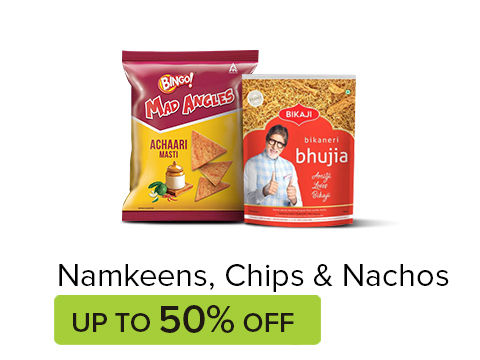 BINGO!
MAD ANGLES
ACHAARI
MASTI
BIKAJI
bikaneri
bhujia
Amitji
Loves
Bikaji
Namkeens, Chips & Nachos
UP TO 50% OFF